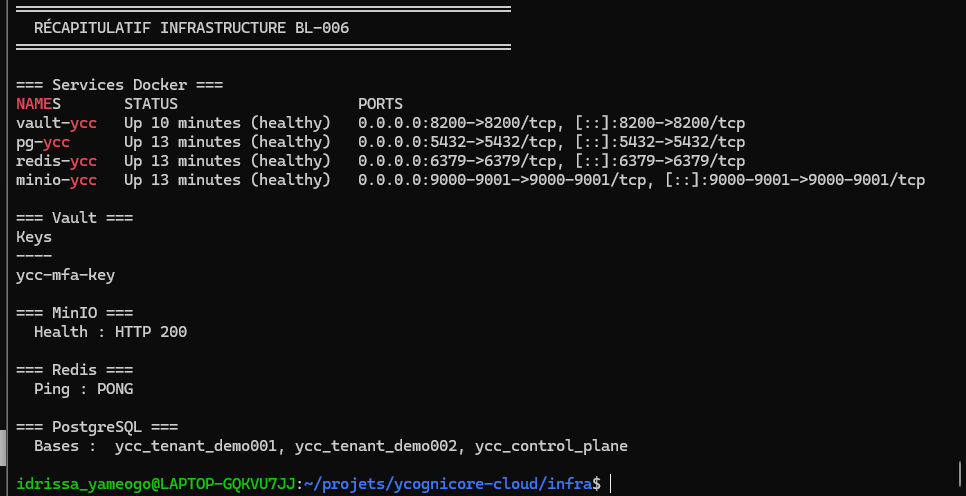 RÉCAPITULATIF INFRASTRUCTURE BL-006
=== Services Docker ===
NAMES STATUS PORTS
vault-ycc Up 10 minutes (healthy) 0.0.0.0:8200->8200/tcp, [::]:8200->8200/tcp
pg-ycc Up 13 minutes (healthy) 0.0.0.0:5432->5432/tcp, [::]:5432->5432/tcp
redis-ycc Up 13 minutes (healthy) 0.0.0.0:6379->6379/tcp, [::]:6379->6379/tcp
minio-ycc Up 13 minutes (healthy) 0.0.0.0:9000-9001->9000-9001/tcp, [::]:9000-9001->9000-9001/tcp
=== Vault ===
Keys
----
ycc-mfa-key
=== MinIO ===
Health : HTTP 200
=== Redis ===
Ping : PONG
=== PostgreSQL ===
Bases : ycc_tenant_demo001, ycc_tenant_demo002, ycc_control_plane
idrissa_yameogo@LAPTOP-GQKVU7JJ:~/projets/ycognicore-cloud/infra$